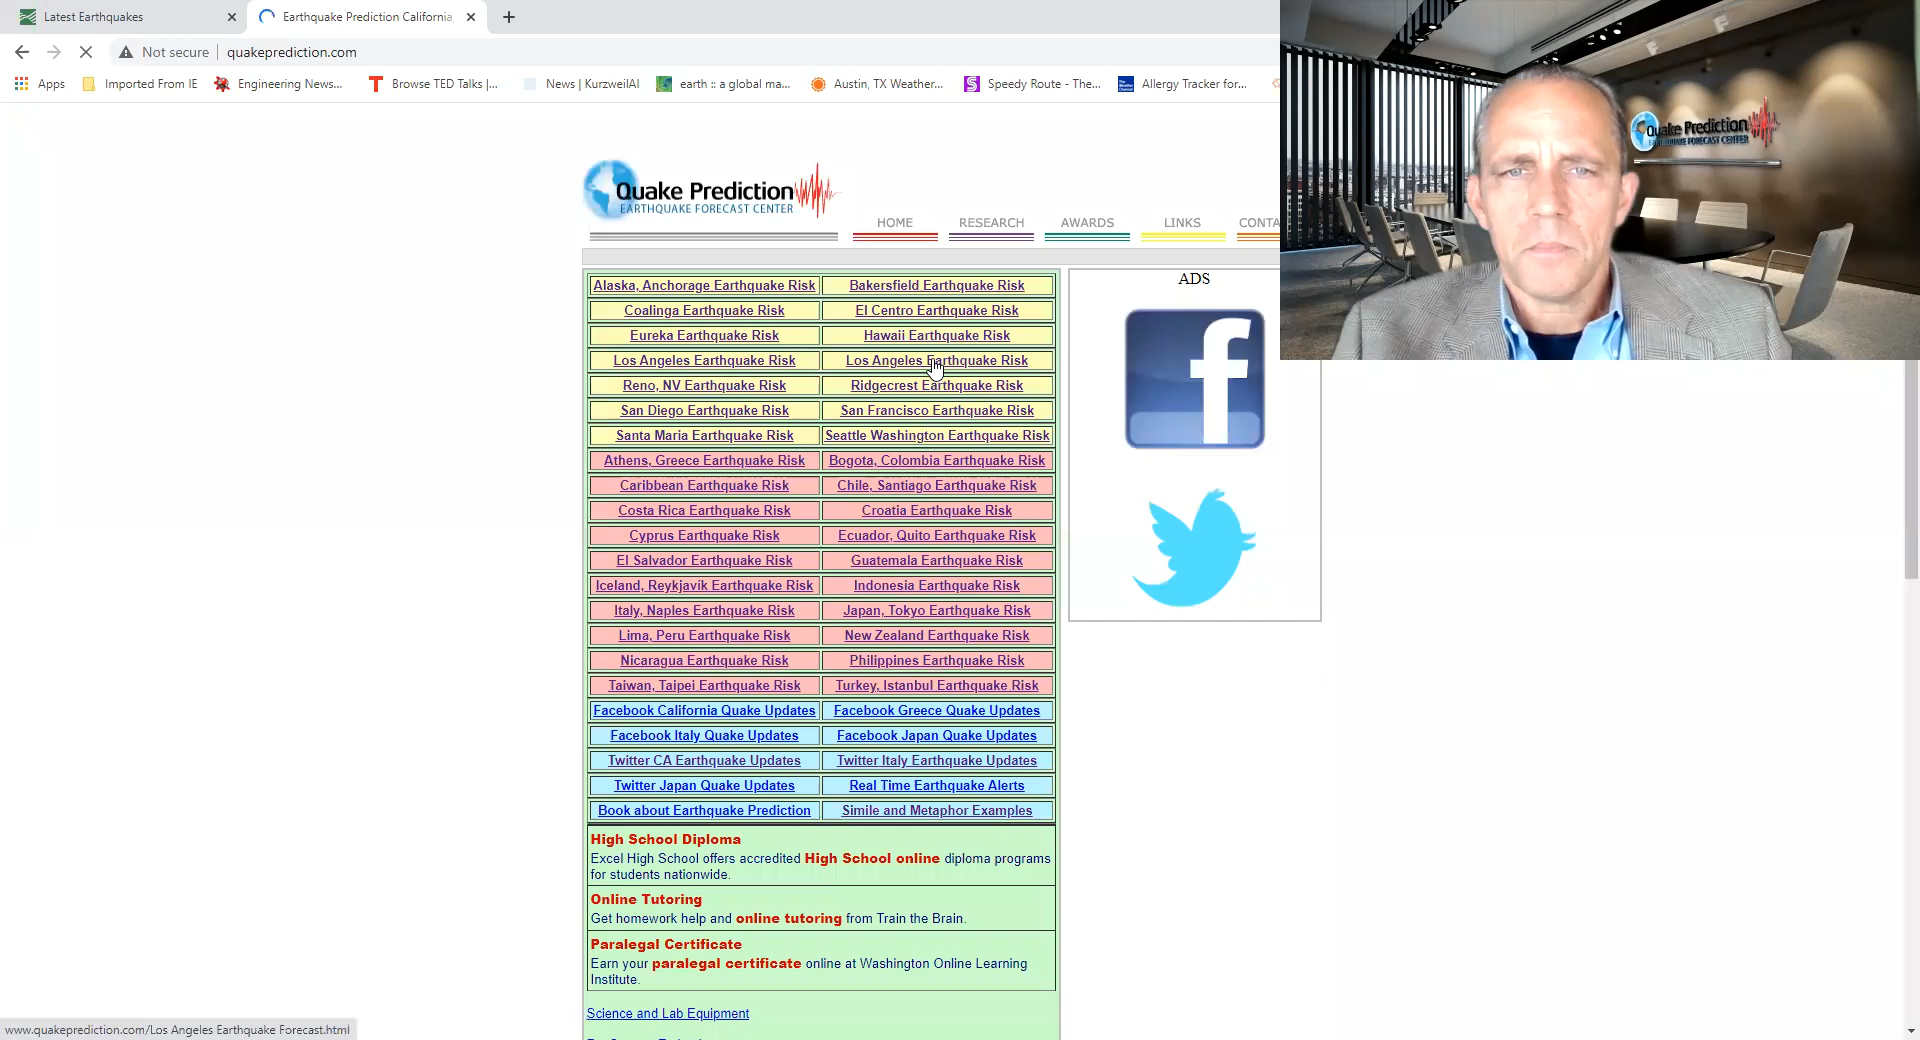 Latest Earthquakes
Earthquake Prediction California,
Not secure
quakeprediction.com
Apps
Imported From IE
Engineering News...
Browse TED Talks |...
News | KurzweilAI
earth :: a global ma...
Austin, TX Weather...
Speedy Route - The...
Allergy Tracker for...
Quake Prediction
EARTHQUAKE FORECAST CENTER
Quake Prediction
EARTHQUAKE FORECAST CENTER
HOME
RESEARCH
AWARDS
LINKS
CONTA
ADS
Alaska, Anchorage Earthquake Risk
Bakersfield Earthquake Risk
Coalinga Earthquake Risk
El Centro Earthquake Risk
Eureka Earthquake Risk
Hawaii Earthquake Risk
Los Angeles Earthquake Risk
Los Angeles Earthquake Risk
Reno, NV Earthquake Risk
Ridgecrest Earthquake Risk
San Diego Earthquake Risk
San Francisco Earthquake Risk
Santa Maria Earthquake Risk
Seattle Washington Earthquake Risk
Athens, Greece Earthquake Risk
Bogota, Colombia Earthquake Risk
Caribbean Earthquake Risk
Chile, Santiago Earthquake Risk
Costa Rica Earthquake Risk
Croatia Earthquake Risk
Cyprus Earthquake Risk
Ecuador, Quito Earthquake Risk
El Salvador Earthquake Risk
Guatemala Earthquake Risk
Iceland, Reykjavík Earthquake Risk
Indonesia Earthquake Risk
Italy, Naples Earthquake Risk
Japan, Tokyo Earthquake Risk
Lima, Peru Earthquake Risk
New Zealand Earthquake Risk
Nicaragua Earthquake Risk
Philippines Earthquake Risk
Taiwan, Taipei Earthquake Risk
Turkey, Istanbul Earthquake Risk
Facebook California Quake Updates
Facebook Greece Quake Updates
Facebook Italy Quake Updates
Facebook Japan Quake Updates
Twitter CA Earthquake Updates
Twitter Italy Earthquake Updates
Twitter Japan Quake Updates
Real Time Earthquake Alerts
Book about Earthquake Prediction
Simile and Metaphor Examples
High School Diploma
Excel High School offers accredited High School online diploma programs
for students nationwide.
Online Tutoring
Get homework help and online tutoring from Train the Brain.
Paralegal Certificate
Earn your paralegal certificate online at Washington Online Learning
Institute.
Science and Lab Equipment
www.quakeprediction.com/Los Angeles Earthquake Forecast.html